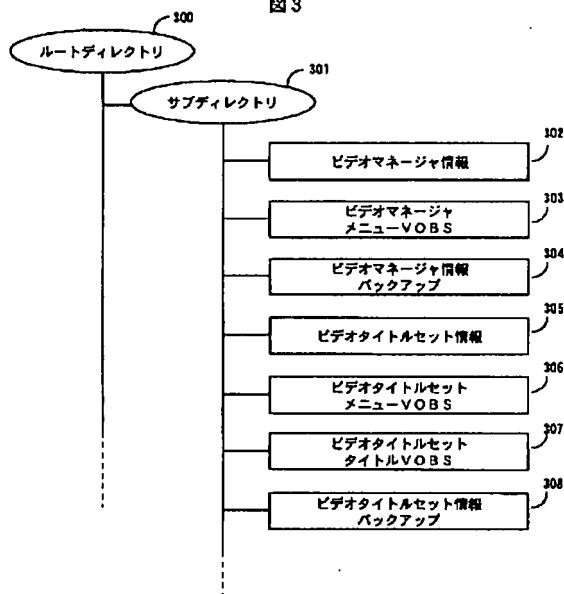 図3
300
ルートディレクトリ
301
サブディレクトリ
302
ビデオマネージャ情報
303
ビデオマネージャ
メニューVOBS
304
ビデオマネージャ情報
バックアップ
305
ビデオタイトルセット情報
306
ビデオタイトルセット
メニューVOBS
307
ビデオタイトルセット
タイトルVOBS
308
ビデオタイトルセット情報
バックアップ